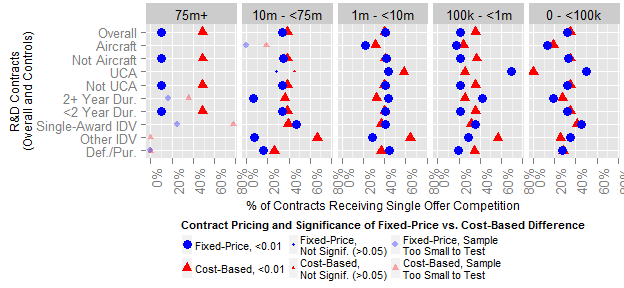 75m+ 10m - <75m 1m - <10m 100k - <1m 0 - <100k
R&D Contracts
(Overall and Controls)
Overall
Aircraft
Not Aircraft
UCA
Not UCA
2+ Year Dur.
<2 Year Dur.
Single-Award IDV
Other IDV
Def./Pur.
0% 20% 40% 60% 80% 0% 20% 40% 60% 80% 0% 20% 40% 60% 80% 0% 20% 40% 60% 80% 0% 20% 40% 60% 80%
% of Contracts Receiving Single Offer Competition
Contract Pricing and Significance of Fixed-Price vs. Cost-Based Difference
Fixed-Price, <0.01 Fixed-Price, Not Signif. (>0.05) Fixed-Price, Sample Too Small to Test
Cost-Based, <0.01 Cost-Based, Not Signif. (>0.05) Cost-Based, Sample Too Small to Test